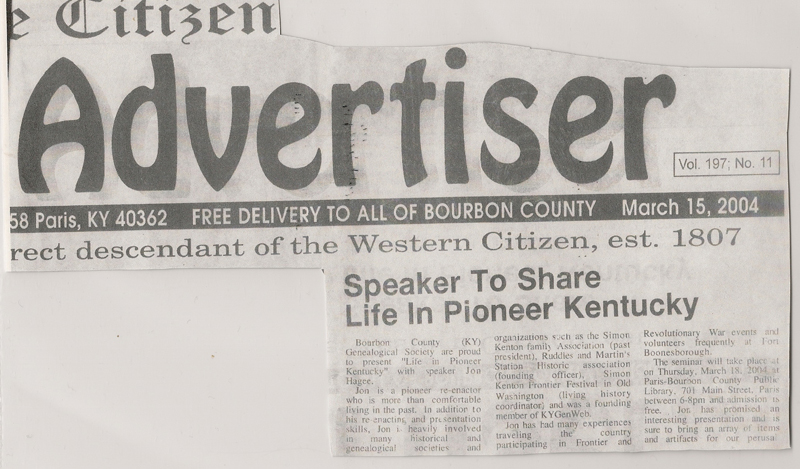 e Citizen
Advertiser
Vol. 197; No. 11
58 Paris, KY 40362 FREE DELIVERY TO ALL OF BOURBON COUNTY March 15, 2004
rect descendant of the Western Citizen, est. 1807
Speaker To Share
Life In Pioneer Kentucky
Bourbon County (KY)
Genealogical Society are proud
to present "Life in Pioneer
Kentucky" with speaker Jon
Hagee.
Jon is a pioneer re-enactor
who is more than comfortable
living in the past. In addition to
his re-enacting and presentation
skills, Jon is heavily involved
in many historical and
genealogical societies and
organizations such as the Simon
Kenton family Association (past
president), Ruddles and Martin's
Station Historic association
(founding officer), Simon
Kenton Frontier Festival in Old
Washington (living history
coordinator) and was a founding
member of KYGenWeb.
Jon has had many experiences
traveling the country
participating in Frontier and
Revolutionary War events and
volunteers frequently at Fort
Boonesborough.
The seminar will take place at
on Thursday, March 18, 2004 at
Paris-Bourbon County Public
Library, 701 Main Street, Paris
between 6-8pm and admission is
free. Jon has promised an
interesting presentation and is
sure to bring an array of items
and artifacts for our perusal